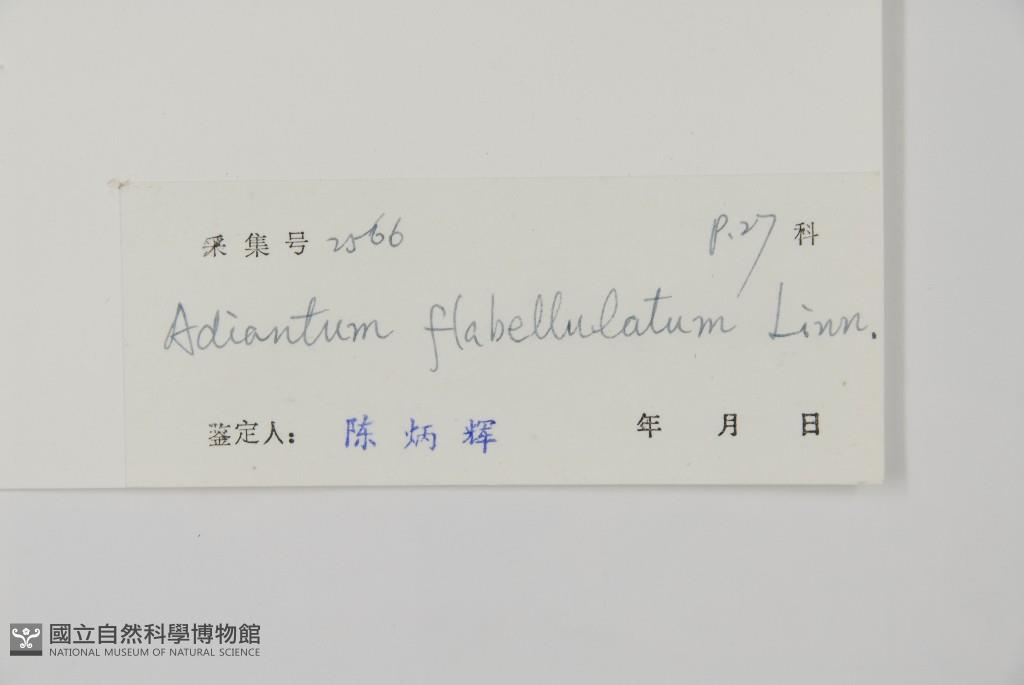 采集号 2566 P.27 科
Adiantum flabellulatum Linn.
鉴定人: 陈炳辉 年 月 日
國立自然科學博物館
NATIONAL MUSEUM OF NATURAL SCIENCE